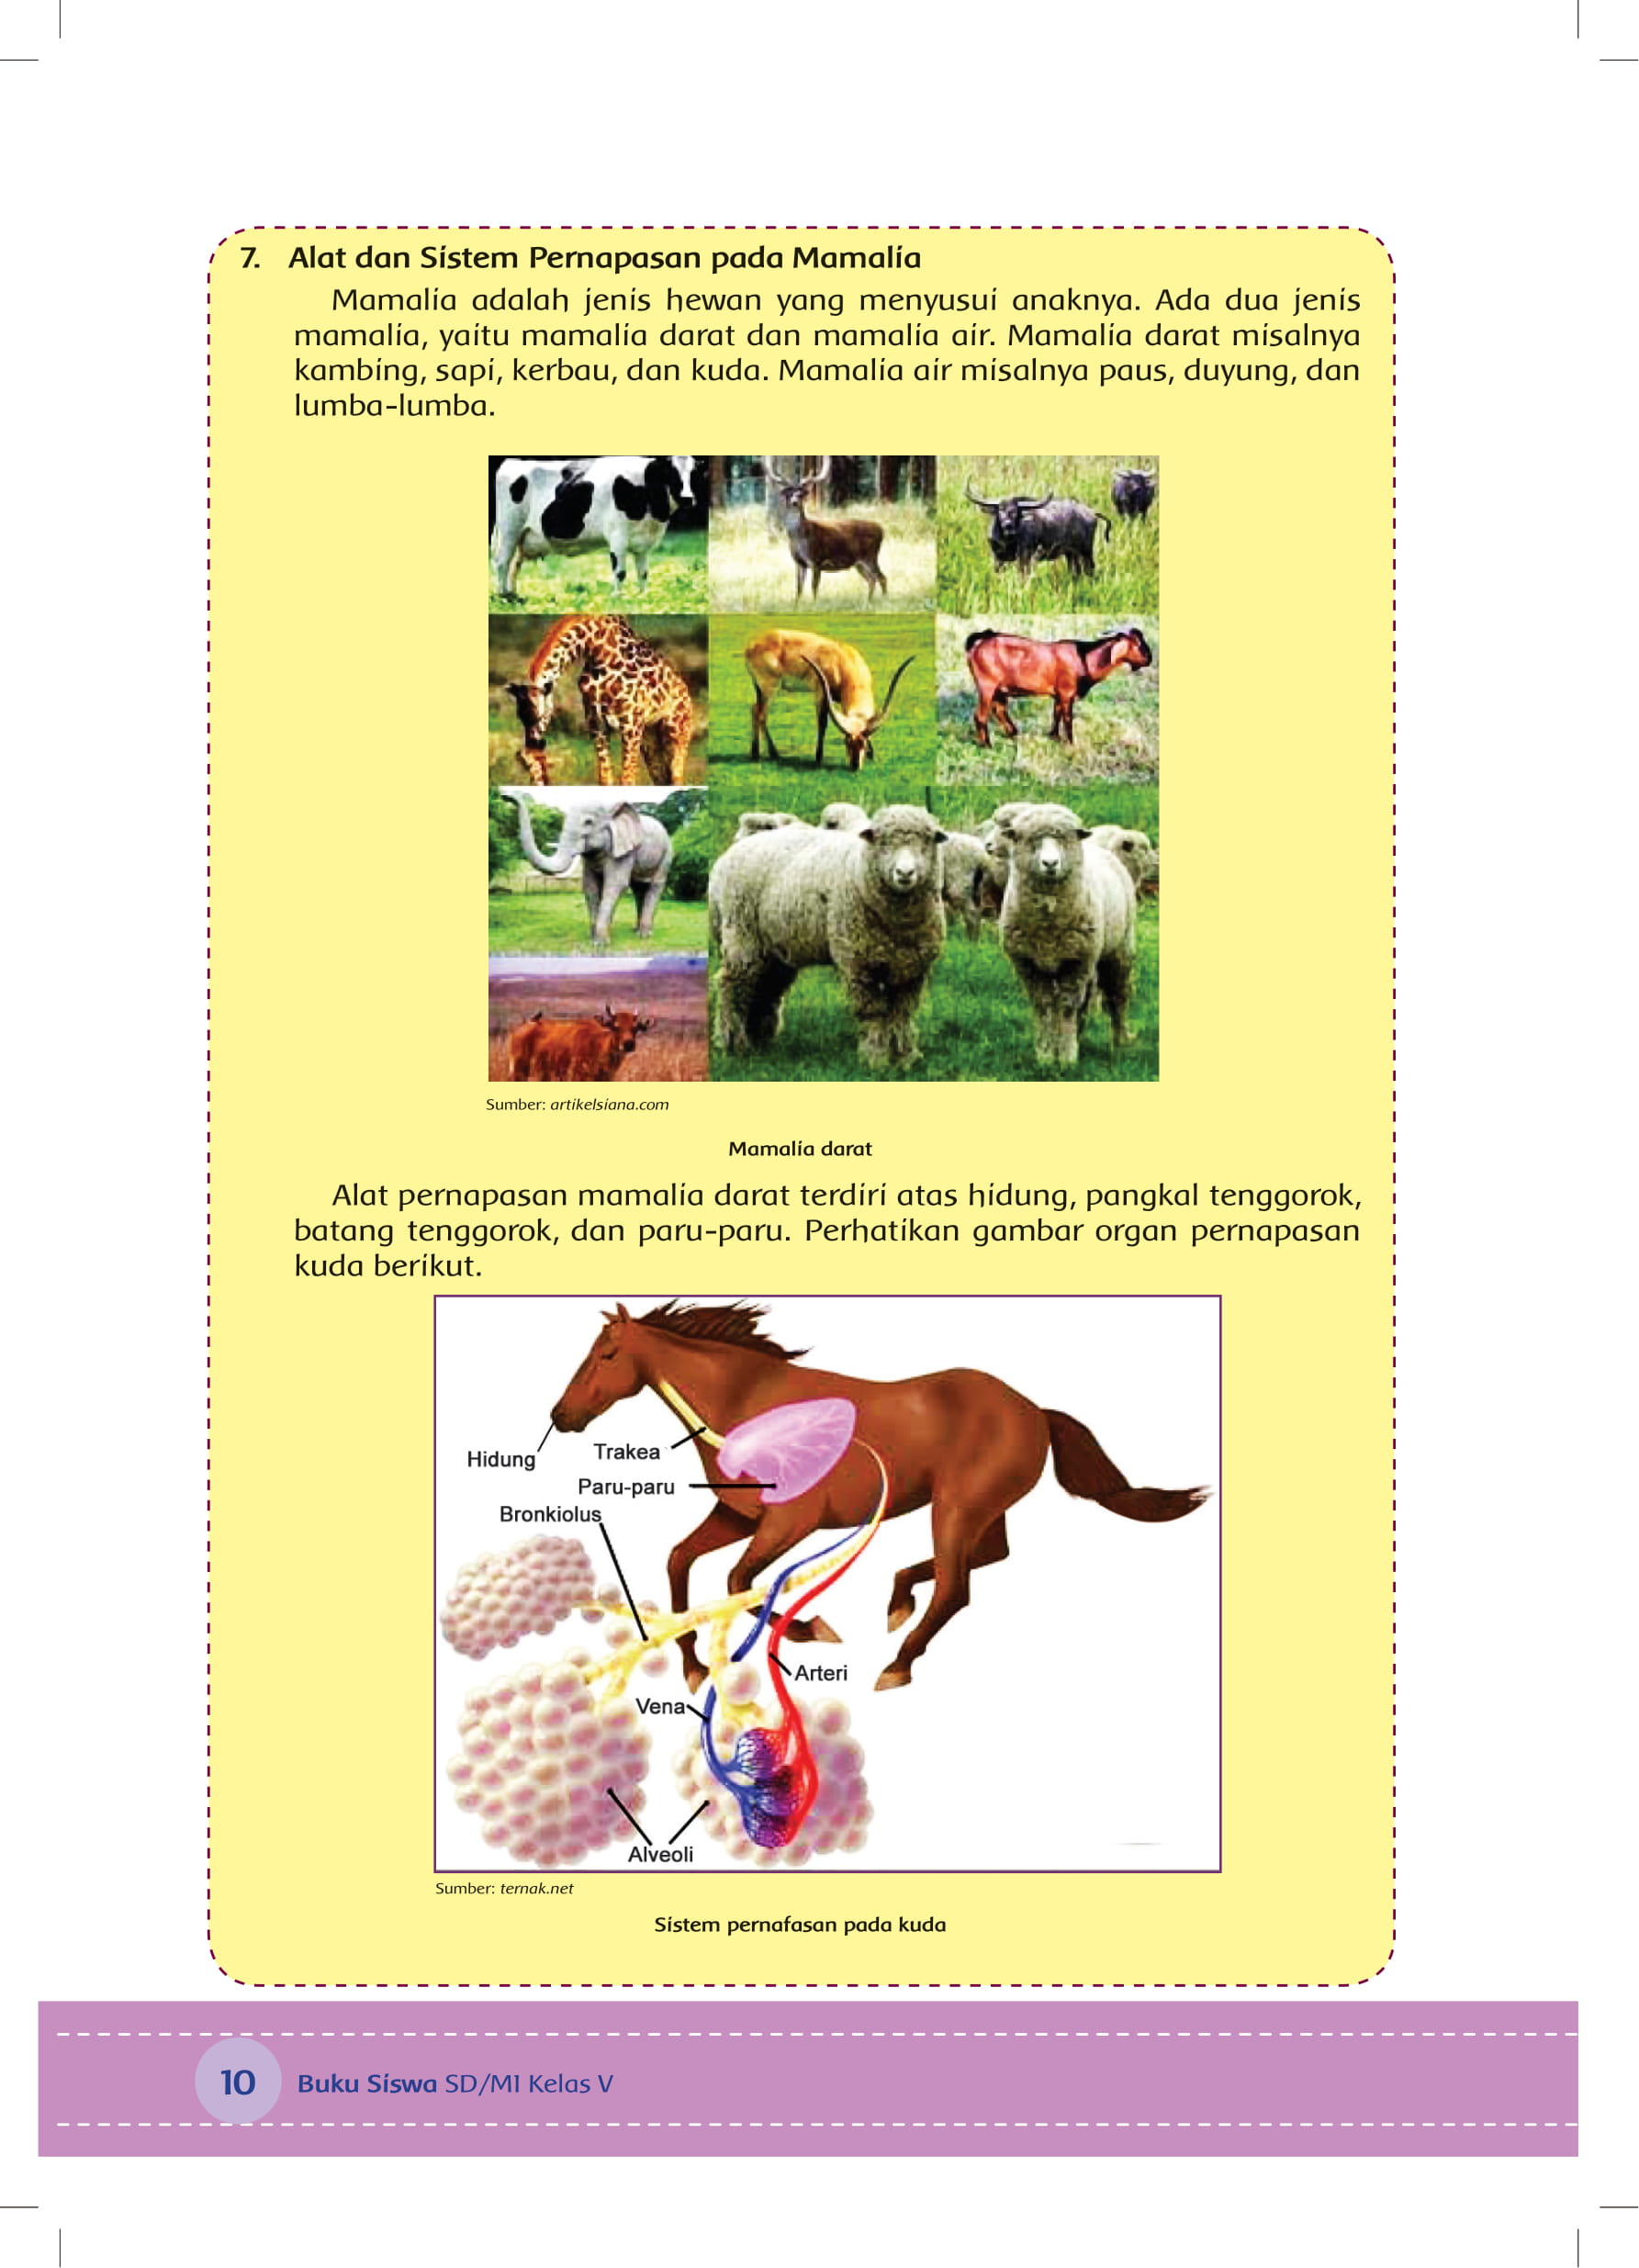 7. Alat dan Sistem Pernapasan pada Mamalia
Mamalia adalah jenis hewan yang menyusui anaknya. Ada dua jenis
mamalia, yaitu mamalia darat dan mamalia air. Mamalia darat misalnya
kambing, sapi, kerbau, dan kuda. Mamalia air misalnya paus, duyung, dan
lumba-lumba.
Sumber: artikelsiana.com
Mamalia darat
Alat pernapasan mamalia darat terdiri atas hidung, pangkal tenggorok,
batang tenggorok, dan paru-paru. Perhatikan gambar organ pernapasan
kuda berikut.
Hidung
Trakea
Paru-paru
Bronkiolus
Arteri
Vena
Alveoli
Sumber: ternak.net
Sistem pernafasan pada kuda
10 Buku Siswa SD/MI Kelas V